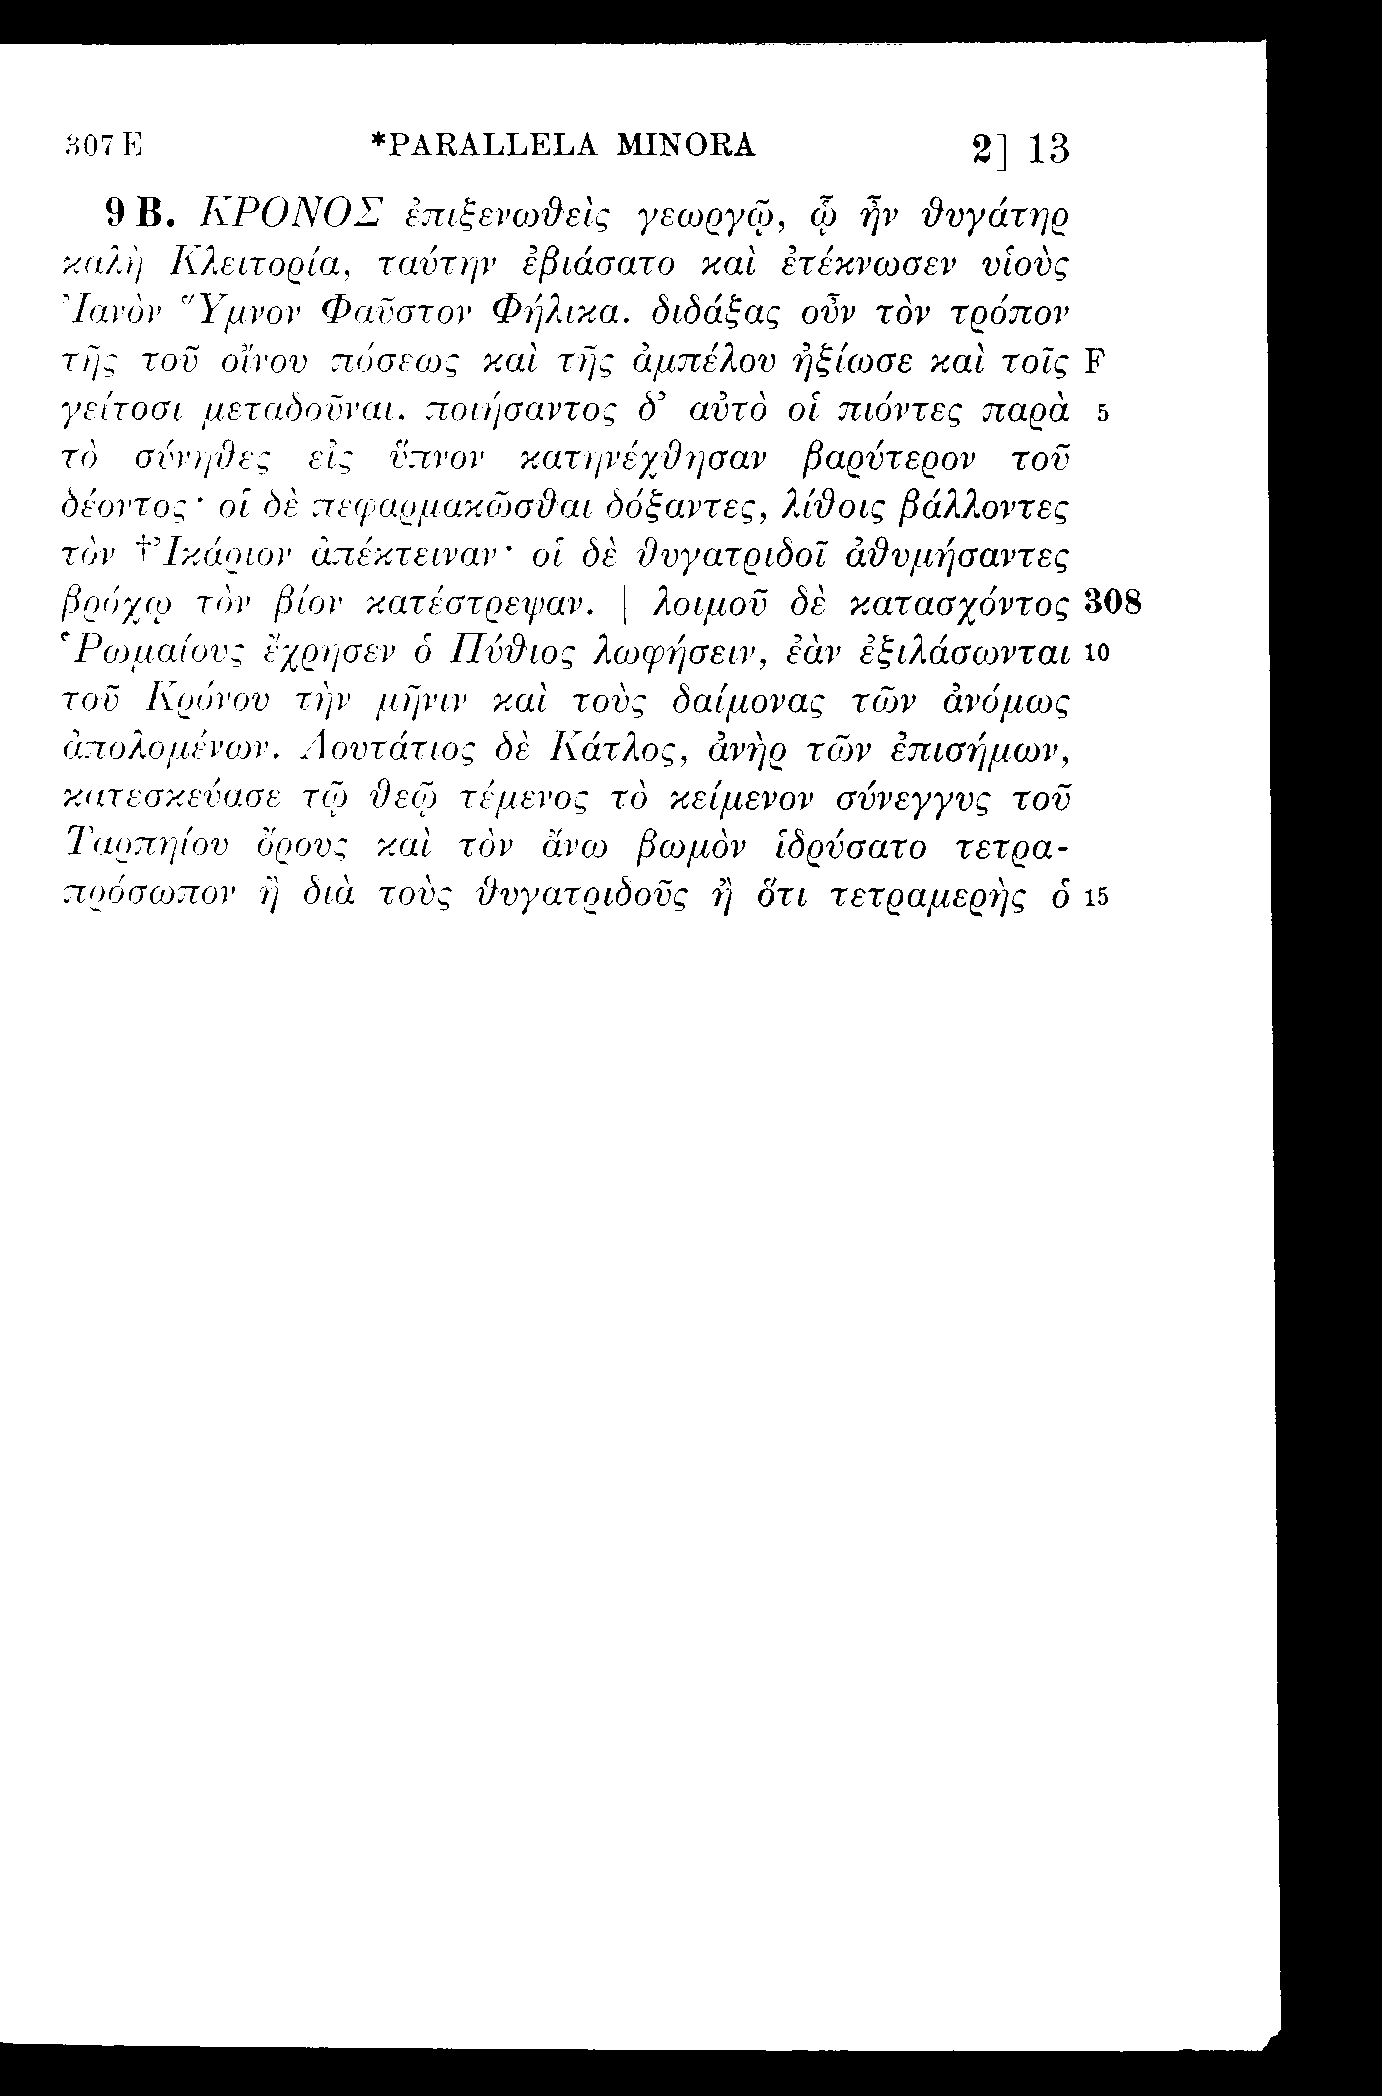 307 E *PARALLELA MINORA 2] 13
9 B. ΚΡΟΝΟΣ ἐπιξενωθεὶς γεωργῷ, ᾧ ἦν θυγάτηρ
καλὴ Κλειτορία, ταύτην ἐβιάσατο καὶ ἐτέκνωσεν υἱοὺς
Ἰανὸν Ὕμνον Φαῦστον Φήλικα. διδάξας οὖν τὸν τρόπον
τῆς τοῦ οἴνου πόσεως καὶ τῆς ἀμπέλου ἠξίωσε καὶ τοῖς F
γείτοσι μεταδοῦναι. ποιήσαντος δ’ αὐτὸ οἱ πιόντες παρὰ 5
τὸ σύνηθες εἰς ὕπνον κατηνέχθησαν βαρύτερον τοῦ
δέοντος· οἱ δὲ πεφαρμακῶσθαι δόξαντες, λίθοις βάλλοντες
τὸν †Ἰκάριον ἀπέκτειναν· οἱ δὲ θυγατριδοῖ ἀθυμήσαντες
βρόχῳ τὸν βίον κατέστρεψαν. | λοιμοῦ δὲ κατασχόντος 308
Ῥωμαίους ἔχρησεν ὁ Πύθιος λωφήσειν, ἐὰν ἐξιλάσωνται 10
τοῦ Κρόνου τὴν μῆνιν καὶ τοὺς δαίμονας τῶν ἀνόμως
ἀπολομένων. Λουτάτιος δὲ Κάτλος, ἀνὴρ τῶν ἐπισήμων,
κατεσκεύασε τῷ θεῷ τέμενος τὸ κείμενον σύνεγγυς τοῦ
Ταρπηίου ὄρους καὶ τὸν ἄνω βωμὸν ἱδρύσατο τετρα-
πρόσωπον ἢ διὰ τοὺς θυγατριδοῦς ἢ ὅτι τετραμερὴς ὁ 15